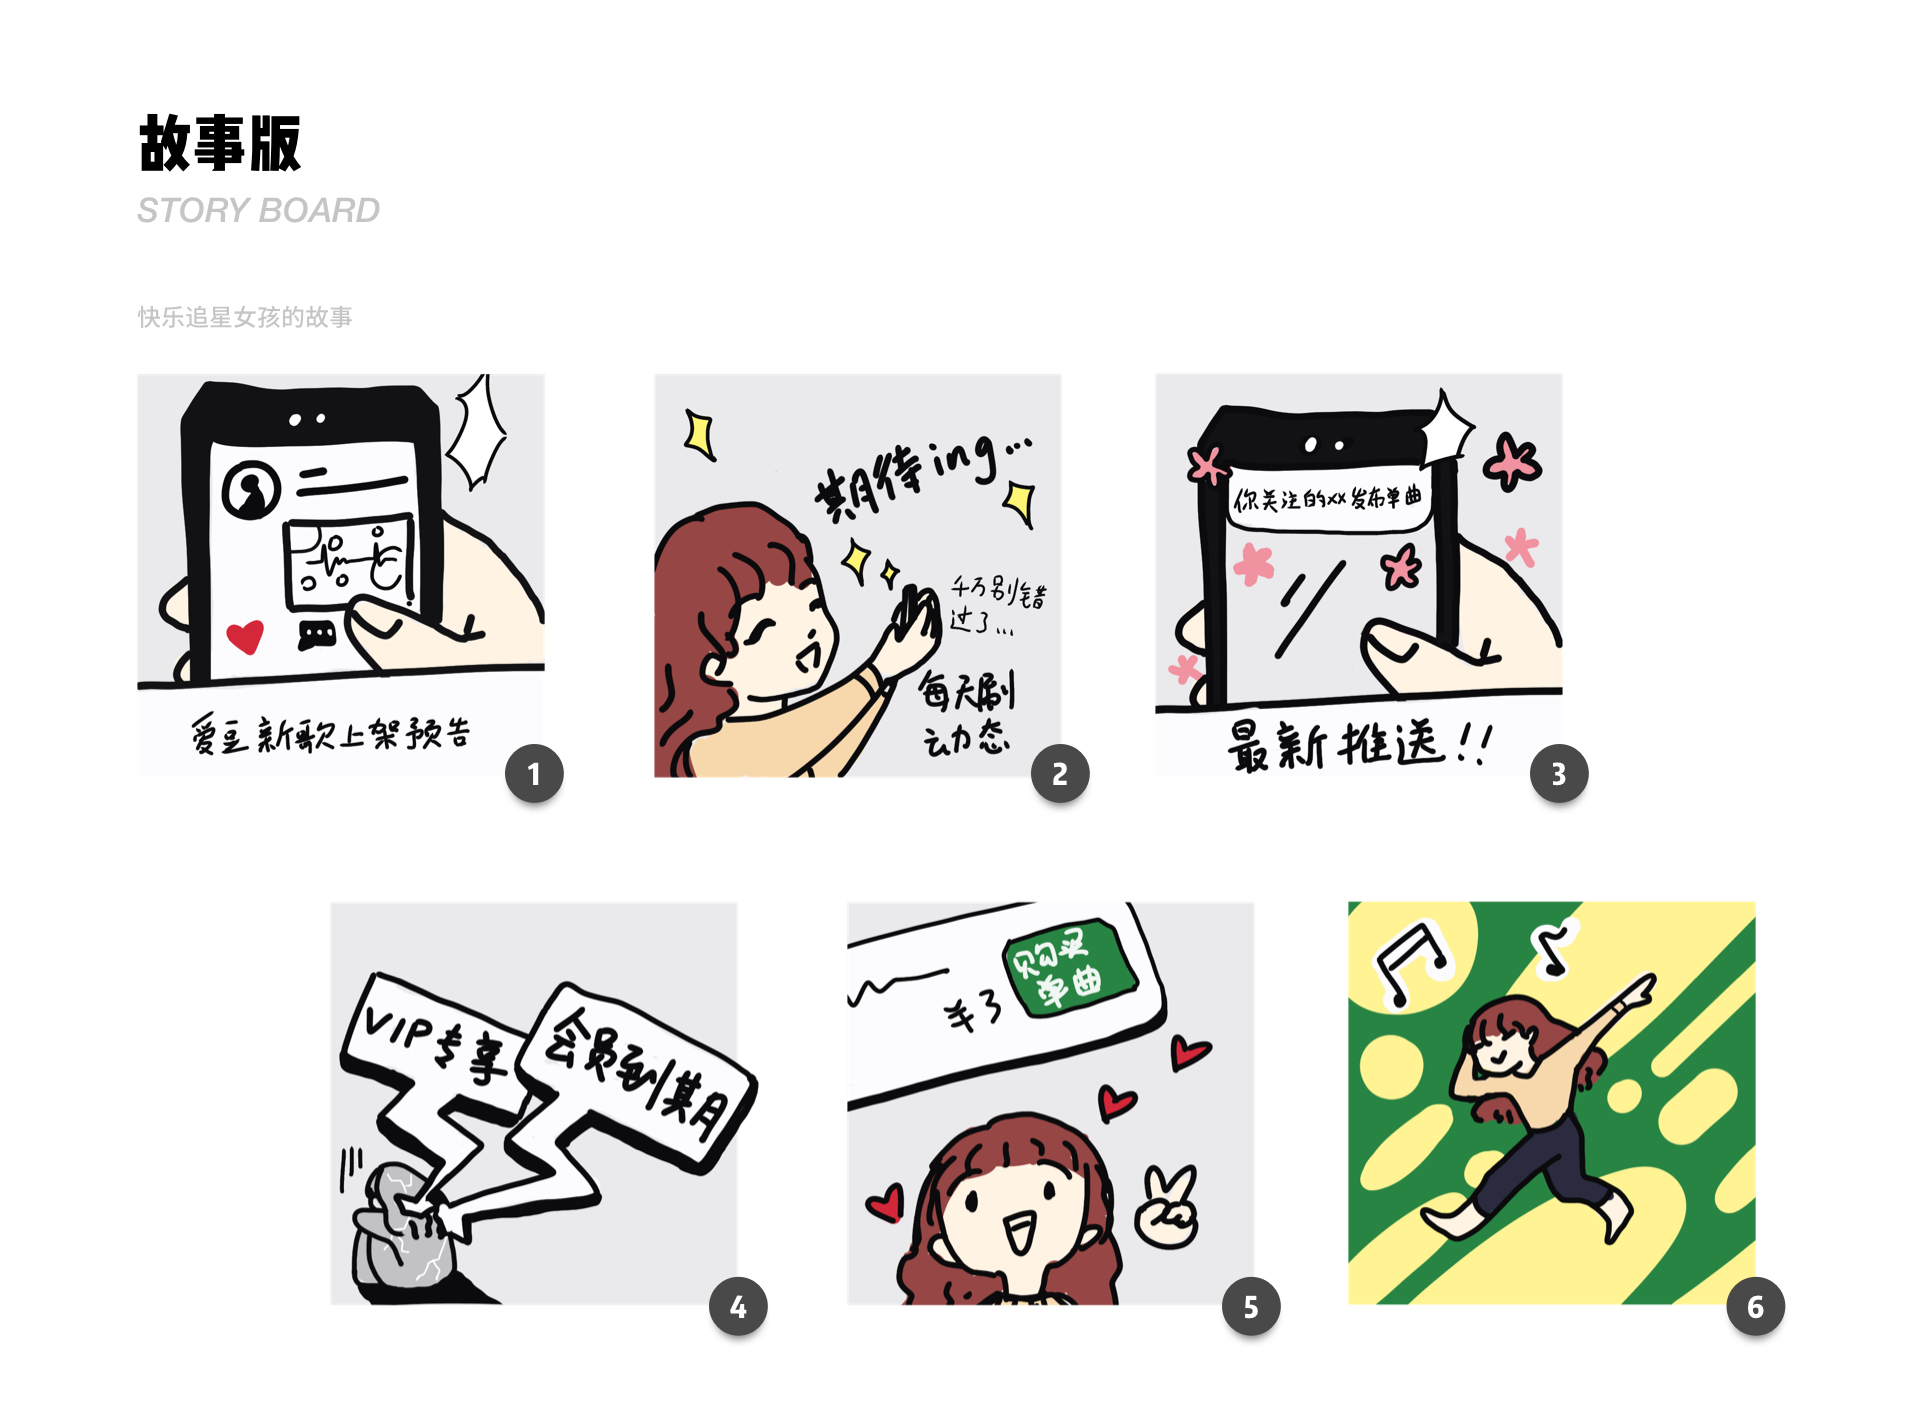 故事版
STORY BOARD
快乐追星女孩的故事
爱豆新歌上架预告
1
期待ing...
千万别错
过了...
每天刷
动态
2
你关注的xx发布单曲
最新推送!!
3
VIP专享
会员到期
4
购买
单曲
¥3
5
6